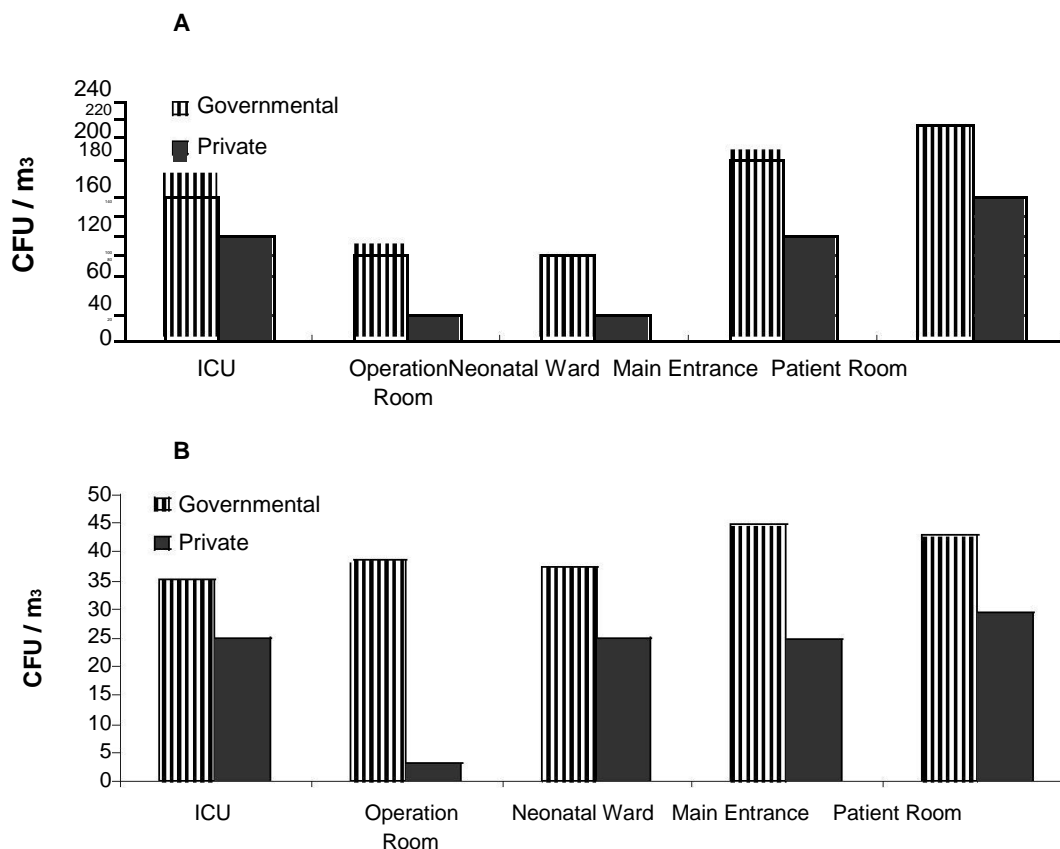 A
240
220
200
180
160
140
120
100
80
60
40
20
0
CFU / m3
Governmental
Private
ICU
Operation Room
Neonatal Ward
Main Entrance
Patient Room
B
50
45
40
35
30
25
20
15
10
5
0
CFU / m3
Governmental
Private
ICU
Operation
Room
Neonatal Ward
Main Entrance
Patient Room